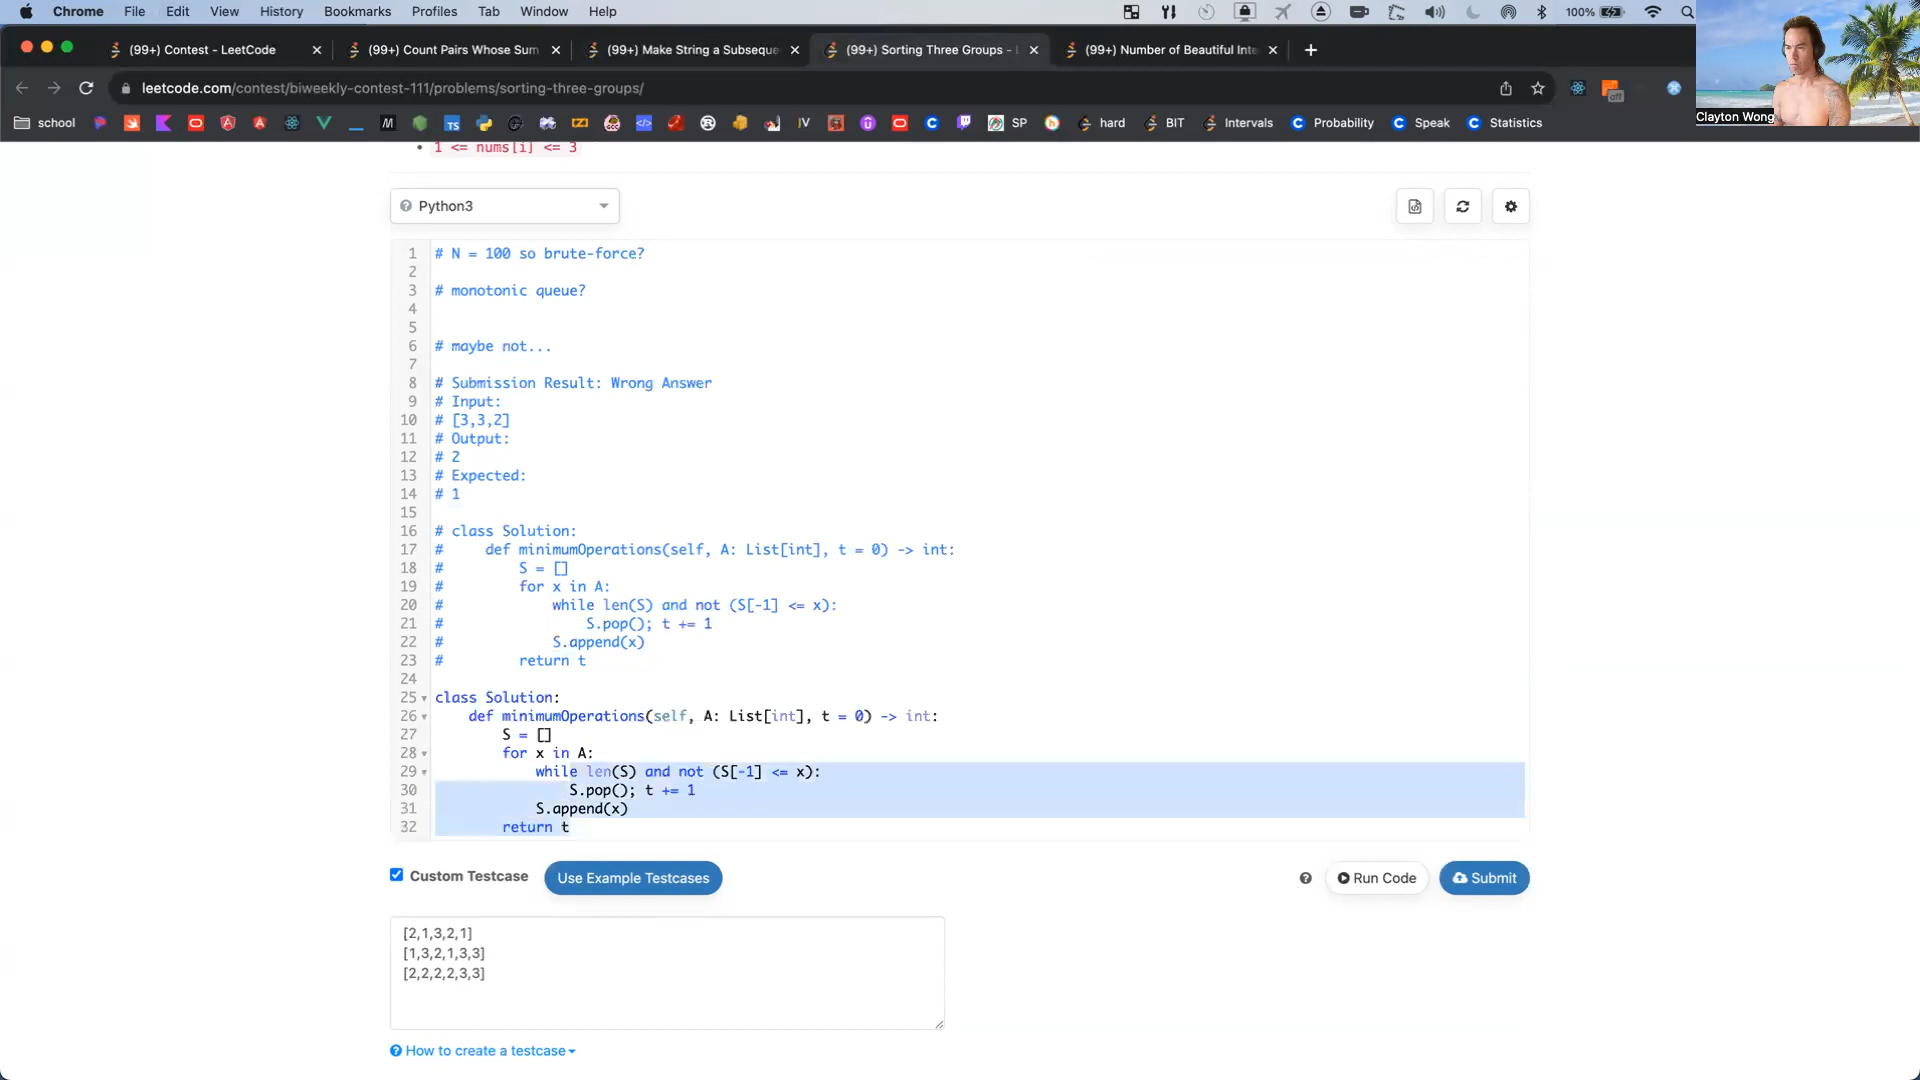 Chrome File Edit View History Bookmarks Profiles Tab Window Help 100%
(99+) Contest - LeetCode (99+) Count Pairs Whose Sum (99+) Make String a Subseque (99+) Sorting Three Groups - (99+) Number of Beautiful Inte
leetcode.com/contest/biweekly-contest-111/problems/sorting-three-groups/ off
Clayton Wong
school TS IV SP hard BIT Intervals Probability Speak Statistics
1 <= nums[i] <= 3
Python3
1 # N = 100 so brute-force?
2
3 # monotonic queue?
4
5
6 # maybe not...
7
8 # Submission Result: Wrong Answer
9 # Input:
10 # [3,3,2]
11 # Output:
12 # 2
13 # Expected:
14 # 1
15
16 # class Solution:
17 #     def minimumOperations(self, A: List[int], t = 0) -> int:
18 #         S = []
19 #         for x in A:
20 #             while len(S) and not (S[-1] <= x):
21 #                 S.pop(); t += 1
22 #             S.append(x)
23 #         return t
24
25 class Solution:
26     def minimumOperations(self, A: List[int], t = 0) -> int:
27         S = []
28         for x in A:
29             while len(S) and not (S[-1] <= x):
30                 S.pop(); t += 1
31             S.append(x)
32         return t
Custom Testcase Use Example Testcases Run Code Submit
[2,1,3,2,1]
[1,3,2,1,3,3]
[2,2,2,2,3,3]
How to create a testcase